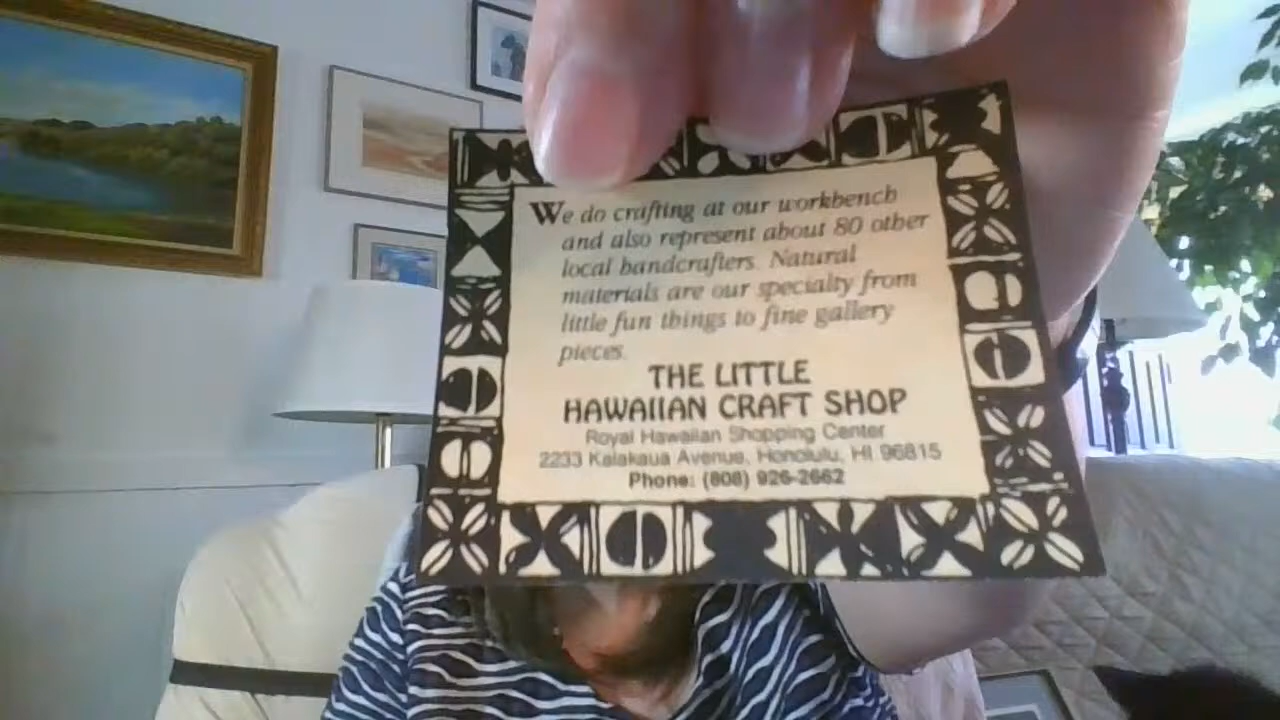 We do crafting at our workbench
and also represent about 80 other
local handcrafters. Natural
materials are our specialty from
little fun things to fine gallery
pieces.
THE LITTLE
HAWAIIAN CRAFT SHOP
Royal Hawaiian Shopping Center
2233 Kalakaua Avenue, Honolulu, HI 96815
Phone: (808) 926-2662